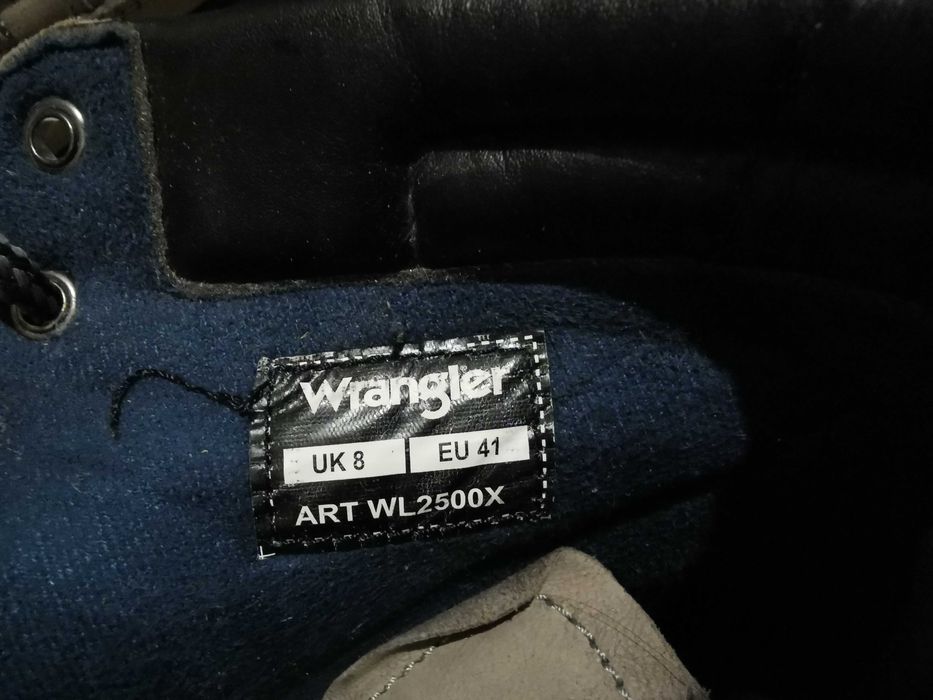 Wrangler
UK 8 EU 41
ART WL2500X